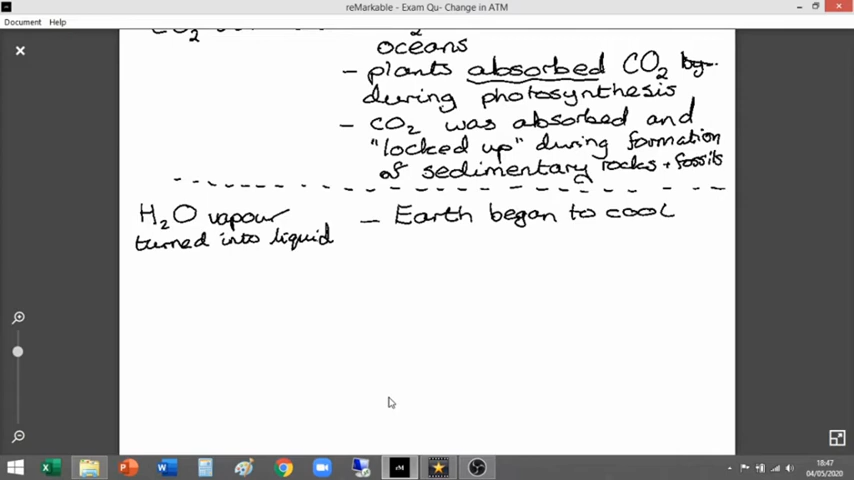 reMarkable - Exam Qu- Change in ATM
Document Help
CO2
oceans
– plants absorbed CO2 by
during photosynthesis
– CO2 was absorbed and
"locked up" during formation
of sedimentary rocks + fossils
H2O vapour – Earth began to cool
turned into liquid
18:47
04/05/2020